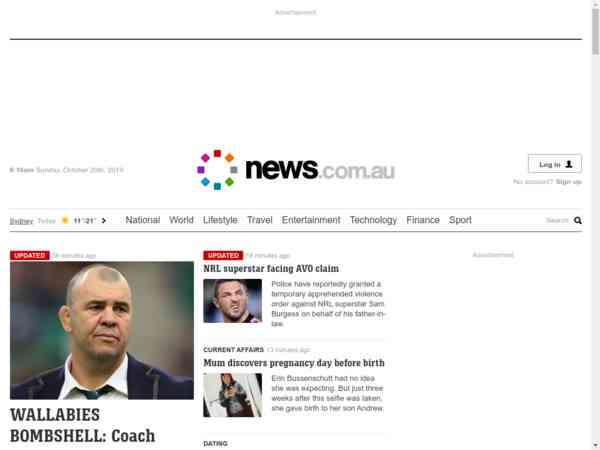 Advertisement
news.com.au
Log in
6:16am Sunday, October 20th, 2019
No account? Sign up
Sydney Today 11°/21° National World Lifestyle Travel Entertainment Technology Finance Sport Search
UPDATED 38 minutes ago
WALLABIES
BOMBSHELL: Coach
UPDATED 14 minutes ago
NRL superstar facing AVO claim
Police have reportedly granted a
temporary apprehended violence
order against NRL superstar Sam
Burgess on behalf of his father-in-
law.
CURRENT AFFAIRS 13 minutes ago
Mum discovers pregnancy day before birth
Erin Bussenschutt had no idea
she was expecting. But just three
weeks after this selfie was taken,
she gave birth to her son Andrew.
DATING
Advertisement